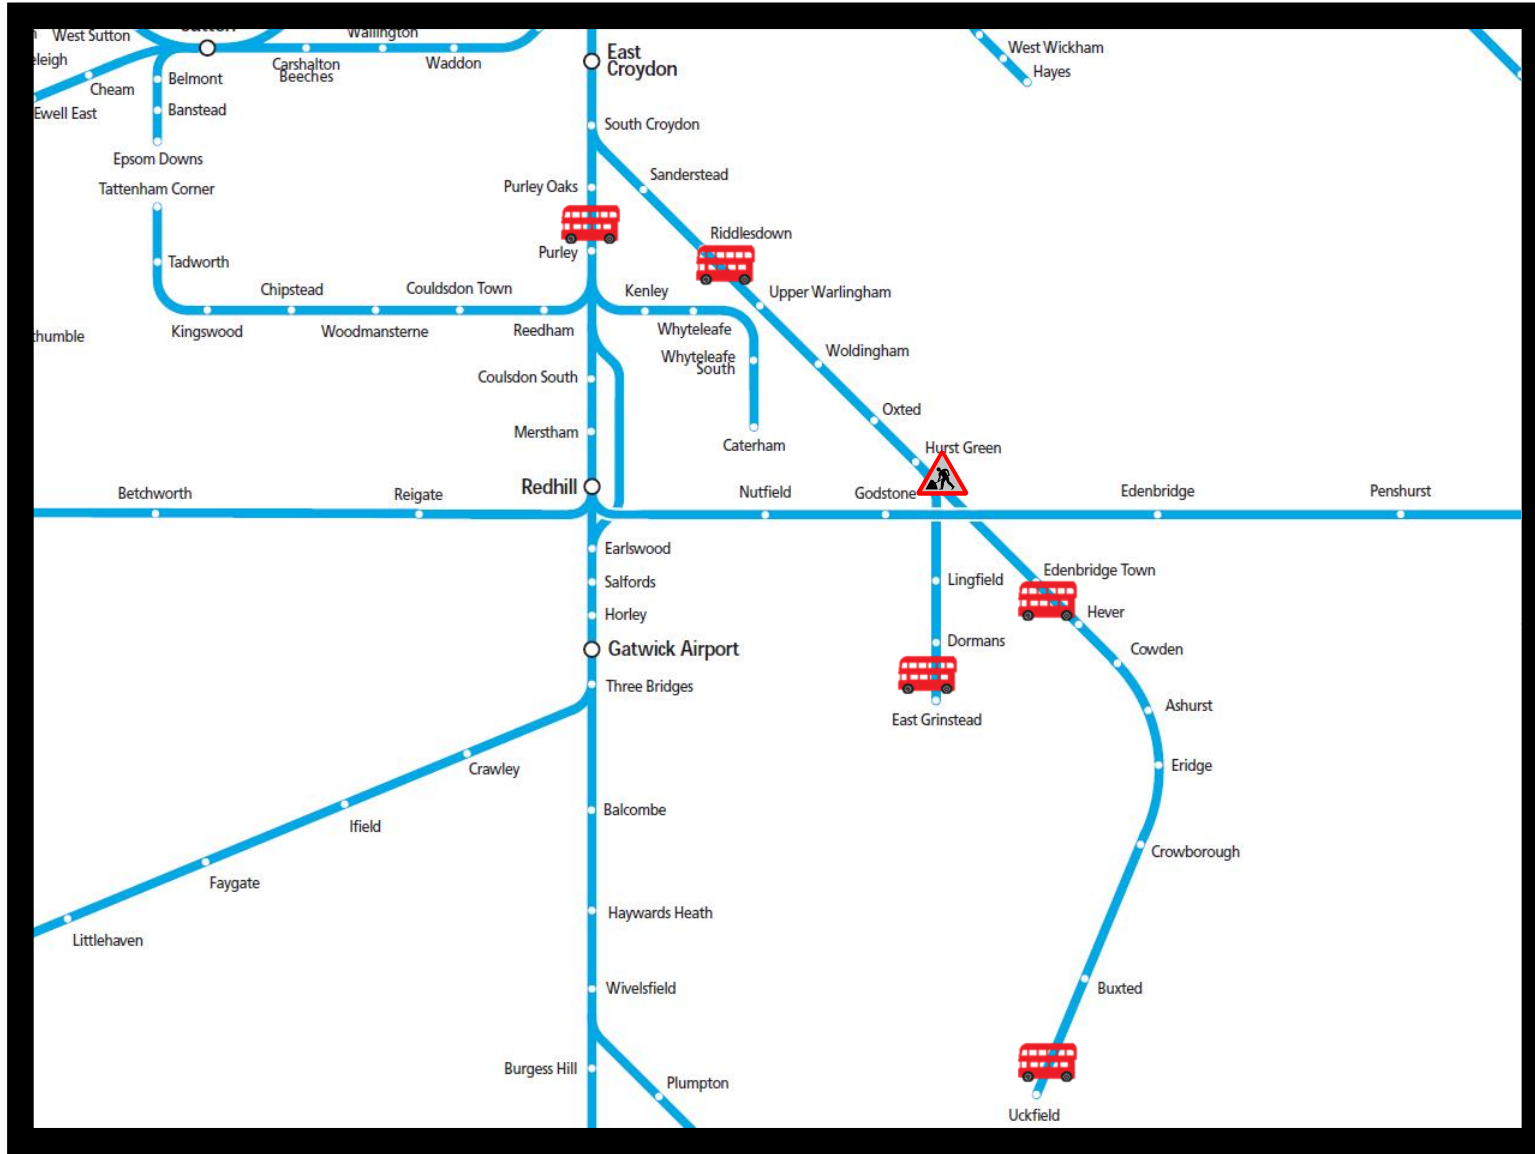 West Sutton
Sutton
Wallington
Carshalton
Beeches
Waddon
eleigh
Cheam
Ewell East
Belmont
Banstead
Epsom Downs
Tattenham Corner
Tadworth
Kingswood
Chipstead
Woodmansterne
Couldsdon Town
Reedham
thumble
East
Croydon
South Croydon
Purley Oaks
Purley
Sanderstead
Riddlesdown
Upper Warlingham
Woldingham
Oxted
Hurst Green
West Wickham
Hayes
Kenley
Whyteleafe
Whyteleafe
South
Caterham
Coulsdon South
Merstham
Redhill
Betchworth
Reigate
Nutfield
Godstone
Edenbridge
Penshurst
Earlswood
Salfords
Horley
Gatwick Airport
Three Bridges
Crawley
Ifield
Faygate
Littlehaven
Balcombe
Haywards Heath
Wivelsfield
Burgess Hill
Plumpton
Lingfield
Dormans
East Grinstead
Edenbridge Town
Hever
Cowden
Ashurst
Eridge
Crowborough
Buxted
Uckfield